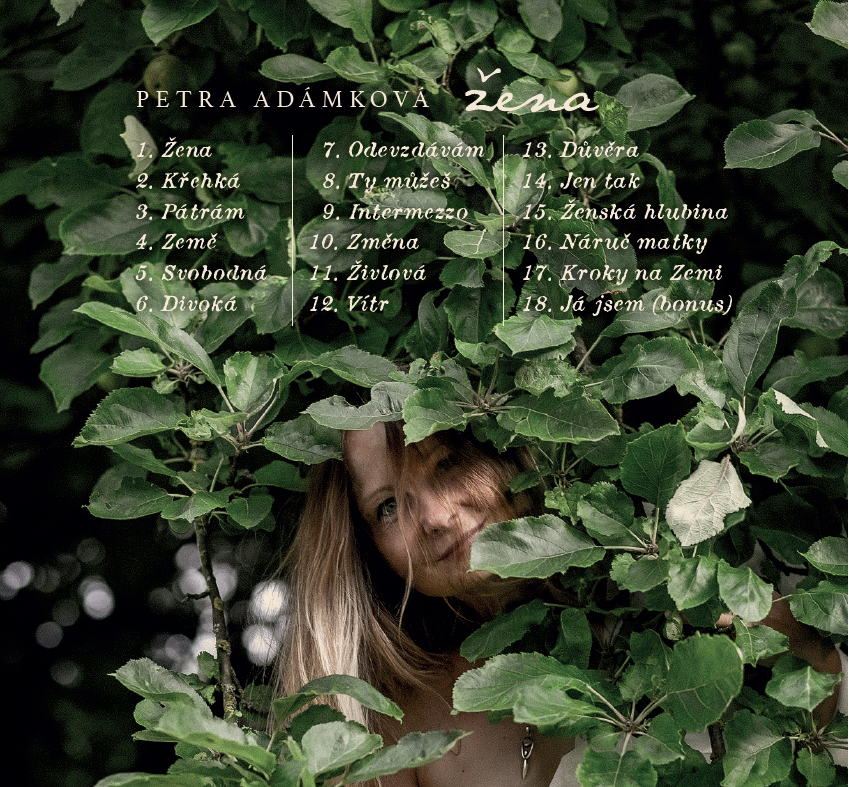 PETRA ADÁMKOVÁ žena
1. Žena
2. Křehká
3. Pátrám
4. Země
5. Svobodná
6. Divoká
7. Odevzdávám
8. Ty můžeš
9. Intermezzo
10. Změna
11. Živlová
12. Vítr
13. Důvěra
14. Jen tak
15. Ženská hlubina
16. Náruč matky
17. Kroky na Zemi
18. Já jsem (bonus)